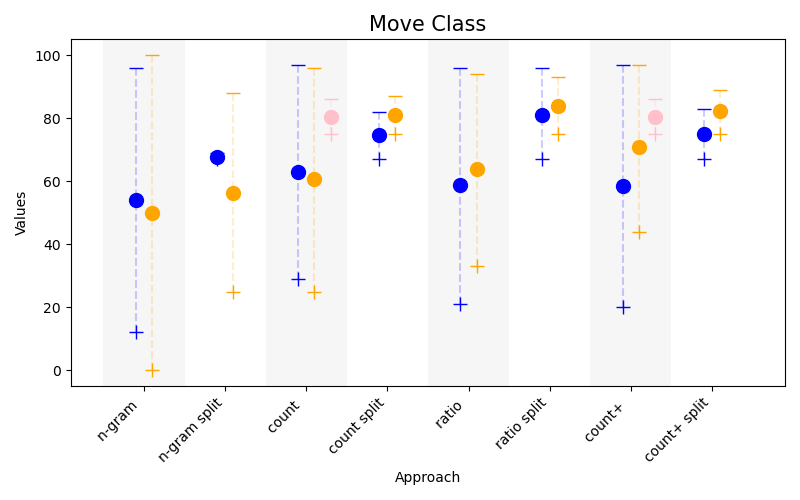 Move Class
Values
100
80
60
40
20
0
n-gram
n-gram split
count
count split
ratio
ratio split
count+
count+ split
Approach